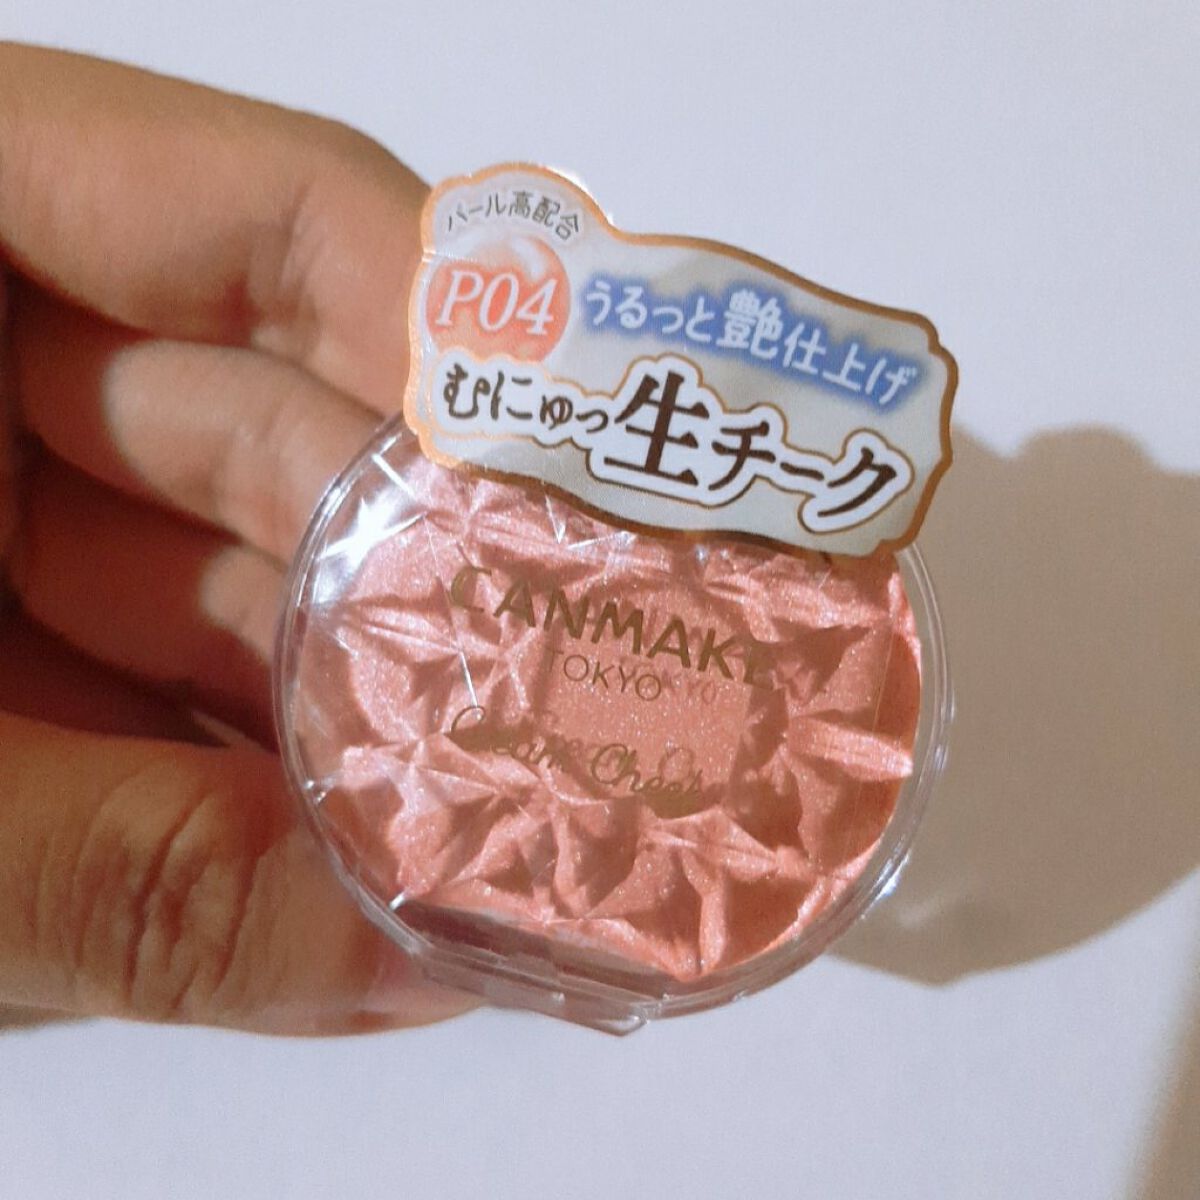 パール高配合
P04
うるっと艶仕上げ
むにゅっ生チーク
CANMAKE
TOKYO
Cream Cheek